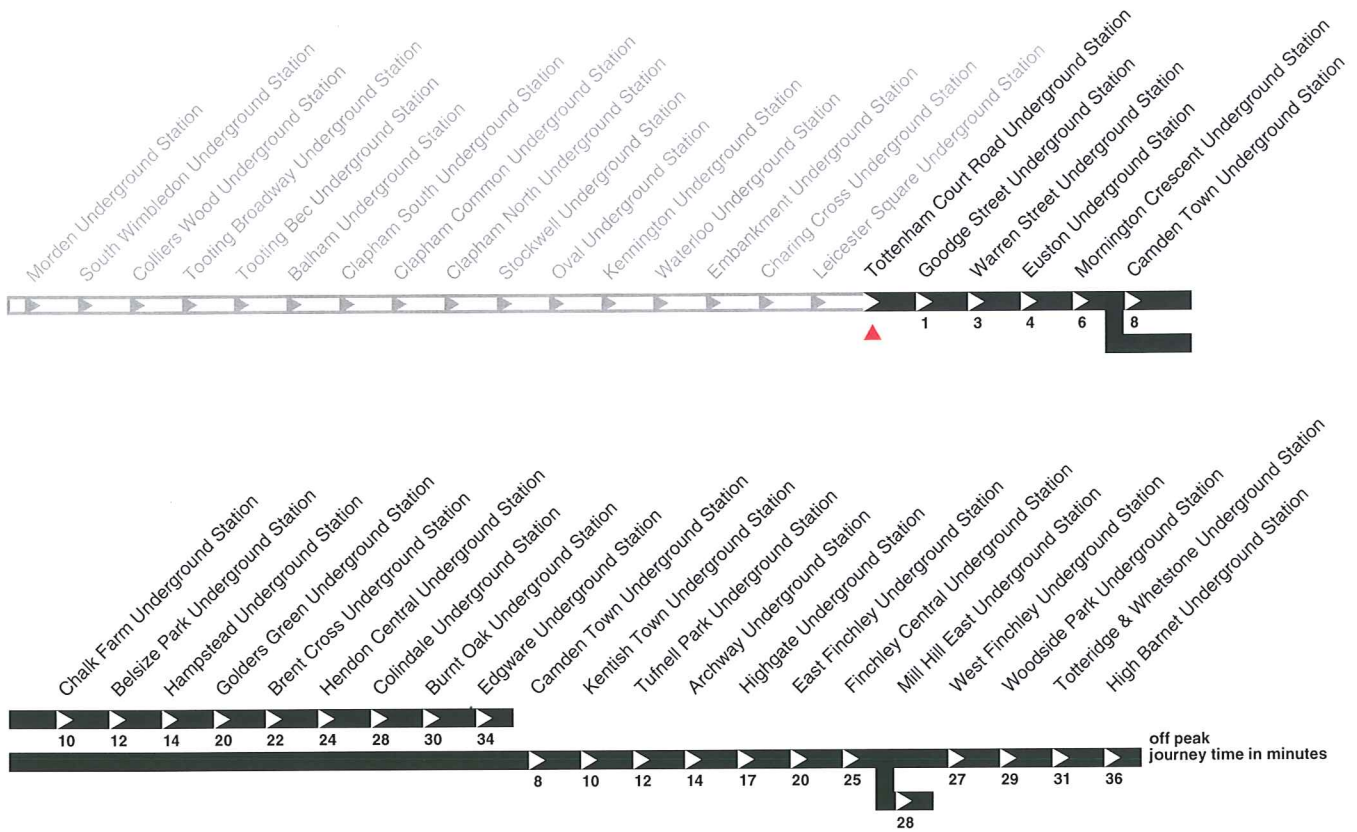 Morden Underground Station
South Wimbledon Underground Station
Colliers Wood Underground Station
Tooting Broadway Underground Station
Tooting Bec Underground Station
Balham Underground Station
Clapham South Underground Station
Clapham Common Underground Station
Clapham North Underground Station
Stockwell Underground Station
Oval Underground Station
Kennington Underground Station
Waterloo Underground Station
Embankment Underground Station
Charing Cross Underground Station
Leicester Square Underground Station
Tottenham Court Road Underground Station
Goodge Street Underground Station
Warren Street Underground Station
Euston Underground Station
Mornington Crescent Underground Station
Camden Town Underground Station
1 3 4 6 8
Chalk Farm Underground Station
Belsize Park Underground Station
Hampstead Underground Station
Golders Green Underground Station
Brent Cross Underground Station
Hendon Central Underground Station
Colindale Underground Station
Burnt Oak Underground Station
Edgware Underground Station
Camden Town Underground Station
Kentish Town Underground Station
Tufnell Park Underground Station
Archway Underground Station
Highgate Underground Station
East Finchley Underground Station
Finchley Central Underground Station
Mill Hill East Underground Station
West Finchley Underground Station
Woodside Park Underground Station
Totteridge & Whetstone Underground Station
High Barnet Underground Station
10 12 14 20 22 24 28 30 34
off peak
journey time in minutes
8 10 12 14 17 20 25 27 29 31 36
28